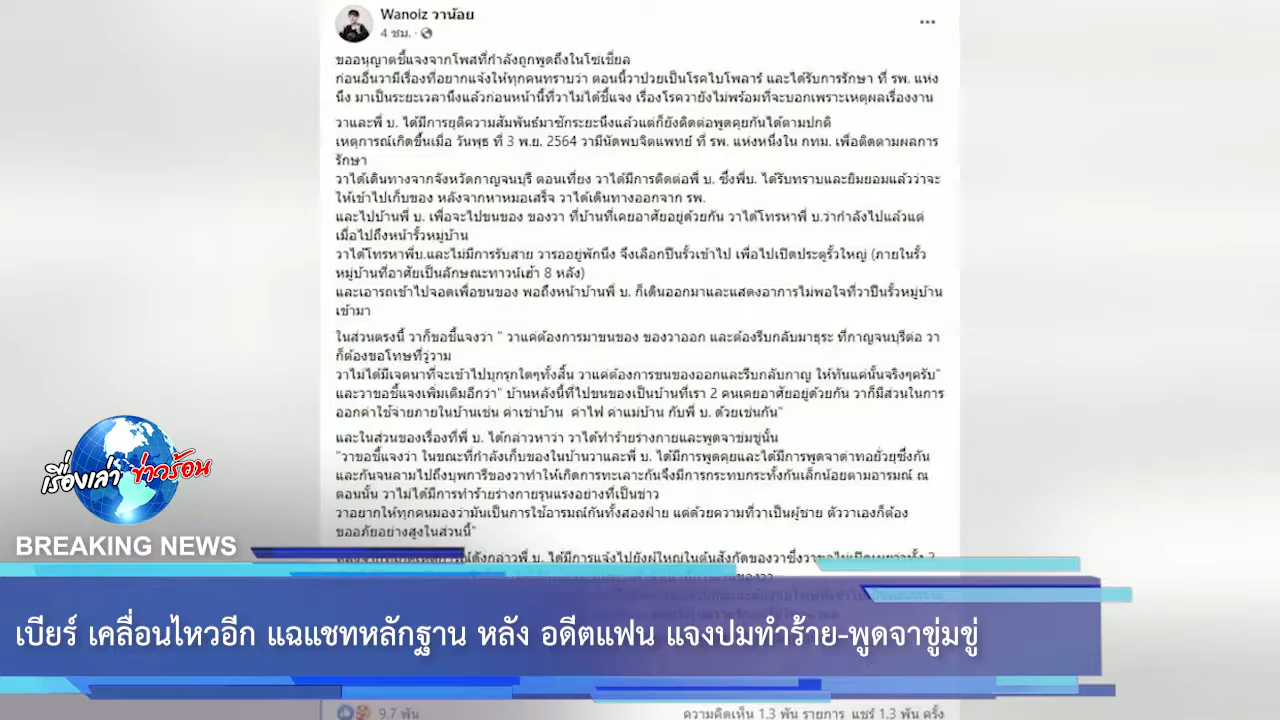 Wanoiz วาน้อย
4 ชม.
ขออนุญาตชี้แจงจากโพสที่กำลังถูกพูดถึงในโซเชี่ยล
ก่อนอื่นวามีเรื่องที่อยากแจ้งให้ทุกคนทราบว่า ตอนนี้วาป่วยเป็นโรคไบโพลาร์ และได้รับการรักษา ที่ รพ. แห่ง
นึง มาเป็นระยะเวลานึงแล้วก่อนหน้านี้ที่วาไม่ได้ชี้แจง เรื่องโรควายังไม่พร้อมที่จะบอกเพราะเหตุผลเรื่องงาน
วาและพี่ บ. ได้มีการยุติความสัมพันธ์มาซักระยะนึงแล้วแต่ก็ยังติดต่อพูดคุยกันได้ตามปกติ
เหตุการณ์เกิดขึ้นเมื่อ วันพุธ ที่ 3 พ.ย. 2564 วามีนัดพบจิตแพทย์ ที่ รพ. แห่งหนึ่งใน กทม. เพื่อติดตามผลการ
รักษา
วาได้เดินทางจากจังหวัดกาญจนบุรี ตอนเที่ยง วาได้มีการติดต่อพี่ บ. ซึ่งพี่บ. ได้รับทราบและยิมยอมแล้วว่าจะ
ให้เข้าไปเก็บของ หลังจากหาหมอเสร็จ วาได้เดินทางออกจาก รพ.
และไปบ้านพี่ บ. เพื่อจะไปขนของ ของวา ที่บ้านที่เคยอาศัยอยู่ด้วยกัน วาได้โทรหาพี่ บ.ว่ากำลังไปแล้วแต่
เมื่อไปถึงหน้ารั้วหมู่บ้าน
วาได้โทรหาพี่บ.และไม่มีการรับสาย วารออยู่พักนึง จึงเลือกปีนรั้วเข้าไป เพื่อไปเปิดประตูรั้วใหญ่ (ภายในรั้ว
หมู่บ้านที่อาศัยเป็นลักษณะทาวน์เฮ้า 8 หลัง)
และเอารถเข้าไปจอดเพื่อขนของ พอถึงหน้าบ้านพี่ บ. ก็เดินออกมาและแสดงอาการไม่พอใจที่วาปีนรั้วหมู่บ้าน
เข้ามา
ในส่วนตรงนี้ วาก็ขอชี้แจงว่า " วาแค่ต้องการมาขนของ ของวาออก และต้องรีบกลับมาธุระ ที่กาญจนบุรีต่อ วา
ก็ต้องขอโทษที่วู่วาม
วาไม่ได้มีเจตนาที่จะเข้าไปบุกรุกใดๆทั้งสิ้น วาแค่ต้องการขนของออกและรีบกลับกาญ ให้ทันแค่นั้นจริงๆครับ"
และวาขอชี้แจงเพิ่มเติมอีกว่า" บ้านหลังนี้ที่ไปขนของเป็นบ้านที่เรา 2 คนเคยอาศัยอยู่ด้วยกัน วาก็มีส่วนในการ
ออกค่าใช้จ่ายภายในบ้านเช่น ค่าเช่าบ้าน ค่าไฟ ค่าแม่บ้าน กับพี่ บ. ด้วยเช่นกัน"
และในส่วนของเรื่องที่พี่ บ. ได้กล่าวหาว่า วาได้ทำร้ายร่างกายและพูดจาข่มขู่นั้น
"วาขอชี้แจงว่า ในขณะที่กำลังเก็บของในบ้านวาและพี่ บ. ได้มีการพูดคุยและได้มีการพูดจาด่าทอยั่วยุซึ่งกัน
และกันจนลามไปถึงบุพการีของวาทำให้เกิดการทะเลาะกันจึงมีการกระทบกระทั่งกันเล็กน้อยตามอารมณ์ ณ
ตอนนั้น วาไม่ได้มีการทำร้ายร่างกายรุนแรงอย่างที่เป็นข่าว
วาอยากให้ทุกคนมองว่ามันเป็นการใช้อารมณ์กันทั้งสองฝ่าย แต่ด้วยความที่วาเป็นผู้ชาย ตัววาเองก็ต้อง
ขออภัยอย่างสูงในส่วนนี้"
ดังกล่าวพี่ บ. ได้มีการแจ้งไปยังผู้ใหญ่ในต้นสังกัดของวาซึ่งวาขอไม่เปิดเผยว่าทั้ง 2
เรื่องเล่า ข่าวร้อน
BREAKING NEWS
เบียร์ เคลื่อนไหวอีก แฉแชทหลักฐาน หลัง อดีตแฟน แจงปมทำร้าย-พูดจาขู่มขู่
9.7 พัน
ความคิดเห็น 1.3 พัน รายการ แชร์ 1.3 พัน ครั้ง